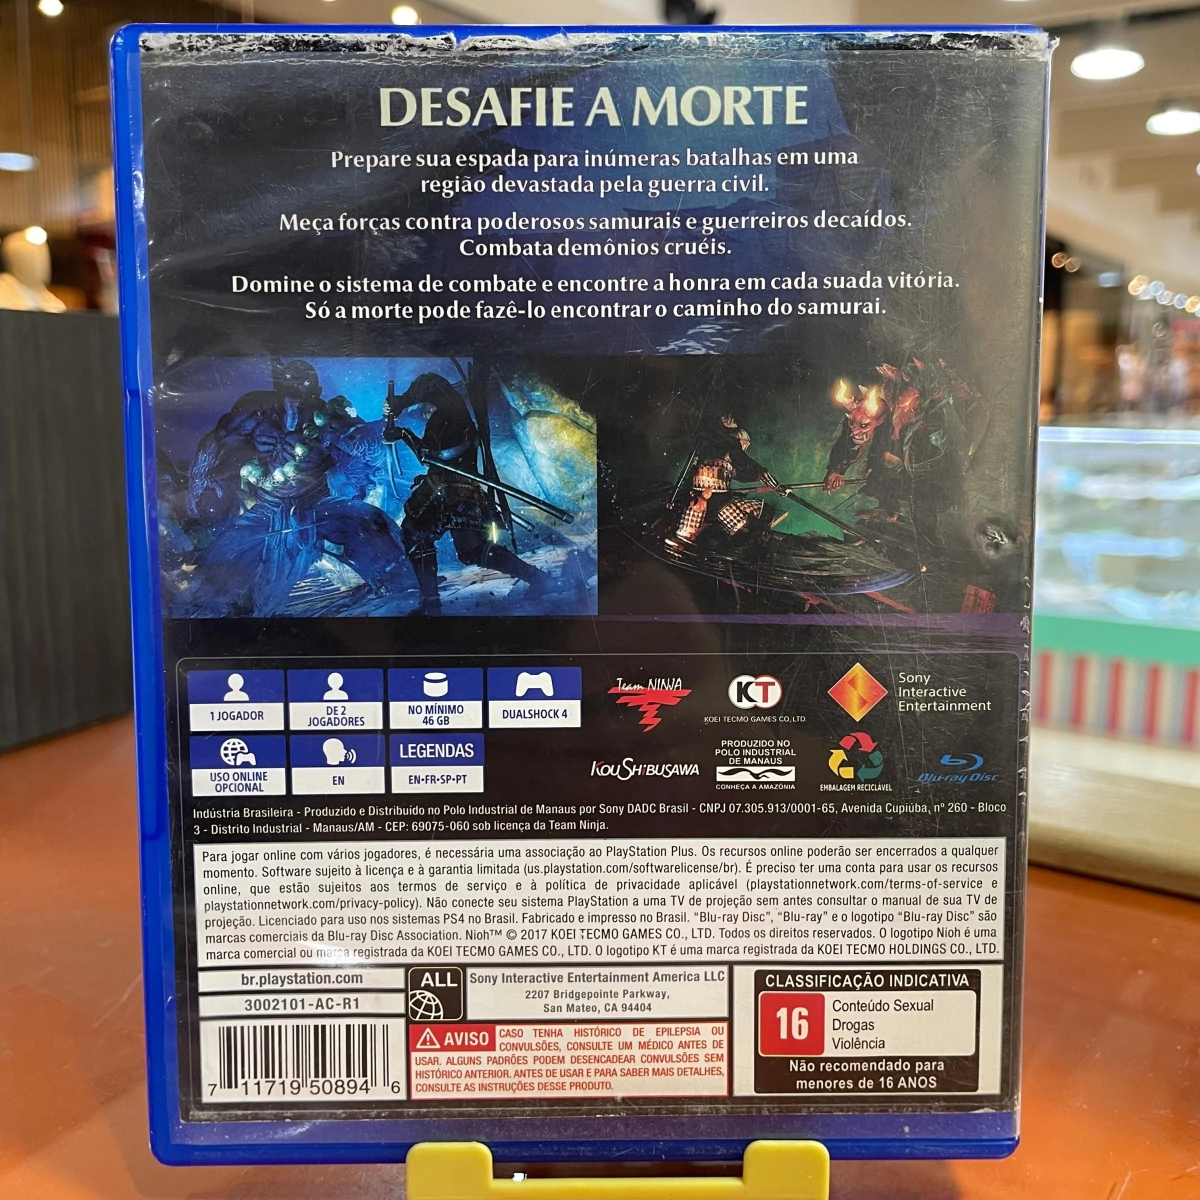 DESAFIE A MORTE
Prepare sua espada para inúmeras batalhas em uma
região devastada pela guerra civil.
Meça forças contra poderosos samurais e guerreiros decaídos.
Combata demônios cruéis.
Domine o sistema de combate e encontre a honra em cada suada vitória.
Só a morte pode fazê-lo encontrar o caminho do samurai.
1 JOGADOR
DE 2
JOGADORES
NO MÍNIMO
46 GB
DUALSHOCK 4
Team NINJA
KT
KOEI TECMO GAMES CO., LTD
Sony
Interactive
Entertainment
USO ONLINE
OPCIONAL
EN
LEGENDAS
EN•FR•SP•PT
KOU SHIBUSAWA
PRODUZIDO NO
POLO INDUSTRIAL
DE MANAUS
CONHEÇA A AMAZÔNIA
EMBALAGEM RECICLÁVEL
Blu-ray Disc
Indústria Brasileira - Produzido e Distribuído no Polo Industrial de Manaus por Sony DADC Brasil - CNPJ 07.305.913/0001-65, Avenida Cupiúba, nº 260 - Bloco
3 - Distrito Industrial - Manaus/AM - CEP: 69075-060 sob licença da Team Ninja.
Para jogar online com vários jogadores, é necessária uma associação ao PlayStation Plus. Os recursos online poderão ser encerrados a qualquer
momento. Software sujeito à licença e à garantia limitada (us.playstation.com/softwarelicense/br). É preciso ter uma conta para usar os recursos
online, que estão sujeitos aos termos de serviço e à política de privacidade aplicável (playstationnetwork.com/terms-of-service e
playstationnetwork.com/privacy-policy). Não conecte seu sistema PlayStation a uma TV de projeção sem antes consultar o manual de sua TV de
projeção. Licenciado para uso nos sistemas PS4 no Brasil. Fabricado e impresso no Brasil. “Blu-ray Disc”, “Blu-ray” e o logotipo “Blu-ray Disc” são
marcas comerciais da Blu-ray Disc Association. Nioh™ © 2017 KOEI TECMO GAMES CO., LTD. Todos os direitos reservados. O logotipo Nioh é uma
marca comercial ou marca registrada da KOEI TECMO GAMES CO., LTD. O logotipo KT é uma marca registrada da KOEI TECMO HOLDINGS CO., LTD.
br.playstation.com
3002101-AC-R1
7 11719 50894 6
ALL
Sony Interactive Entertainment America LLC
2207 Bridgepointe Parkway,
San Mateo, CA 94404
AVISO CASO TENHA HISTÓRICO DE EPILEPSIA OU
CONVULSÕES, CONSULTE UM MÉDICO ANTES DE
USAR. ALGUNS PADRÕES PODEM DESENCADEAR CONVULSÕES SEM
HISTÓRICO ANTERIOR. ANTES DE USAR E PARA SABER MAIS DETALHES,
CONSULTE AS INSTRUÇÕES DESSE PRODUTO.
CLASSIFICAÇÃO INDICATIVA
16
Conteúdo Sexual
Drogas
Violência
Não recomendado para
menores de 16 ANOS